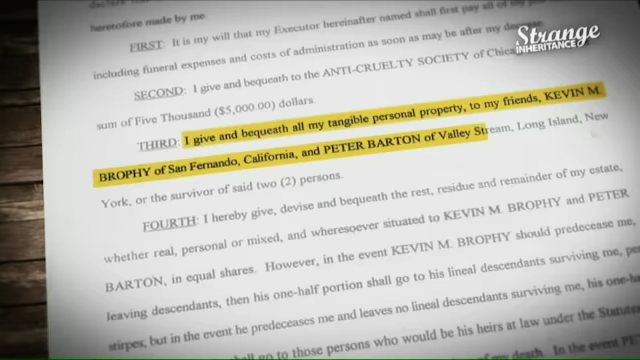 Strange
INHERITANCE
heretofore made by me.
FIRST: It is my will that my Executor hereinafter named shall first pay all of my
including funeral expenses and costs of administration as soon as may be after my decease.
SECOND: I give and bequeath to the ANTI-CRUELTY SOCIETY of Chicago
sum of Five Thousand ($5,000.00) dollars.
THIRD: I give and bequeath all my tangible personal property, to my friends, KEVIN M.
BROPHY of San Fernando, California, and PETER BARTON of Valley Stream, Long Island, New
York, or the survivor of said two (2) persons.
FOURTH: I hereby give, devise and bequeath the rest, residue and remainder of my estate,
whether real, personal or mixed, and wheresoever situated to KEVIN M. BROPHY and PETER
BARTON, in equal shares. However, in the event KEVIN M. BROPHY should predecease me,
leaving descendants, then his one-half portion shall go to his lineal descendants surviving me, per
stirpes, but in the event he predeceases me and leaves no lineal descendants surviving me, his one-
shall go to those persons who would be his heirs at law under the Statute
my death. In the event